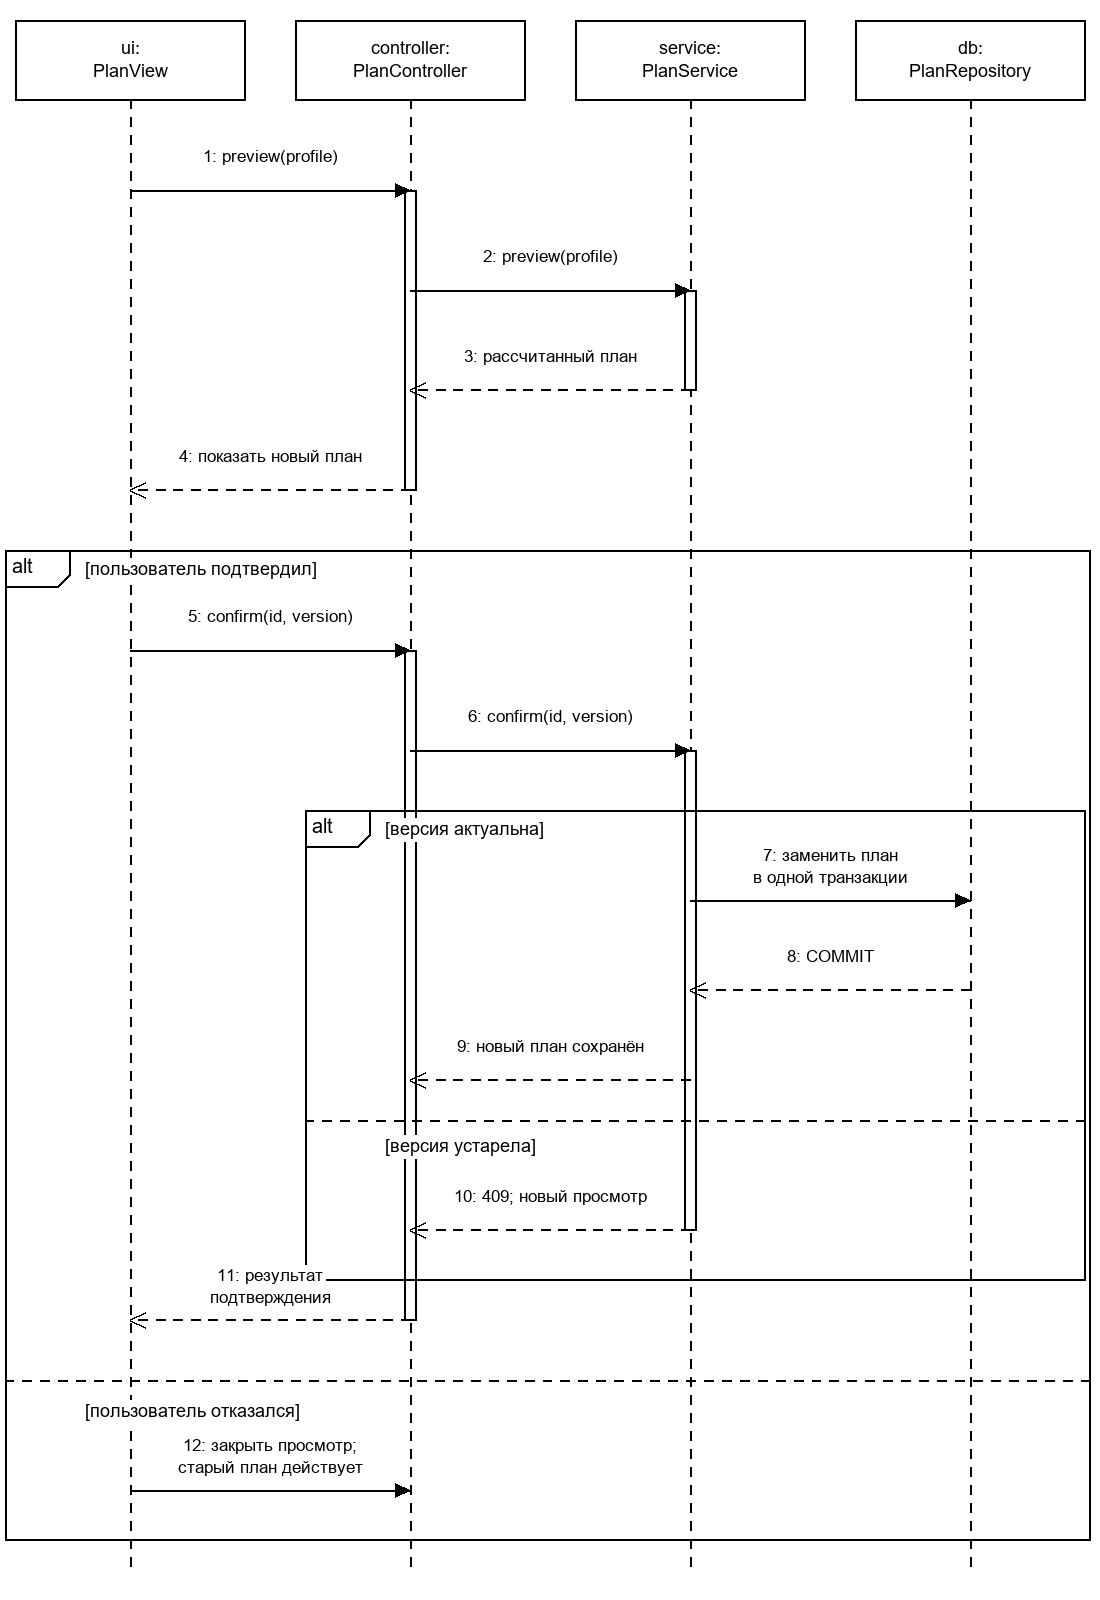 ui:
PlanView
controller:
PlanController
service:
PlanService
db:
PlanRepository
1: preview(profile)
2: preview(profile)
3: рассчитанный план
4: показать новый план
alt
[пользователь подтвердил]
5: confirm(id, version)
6: confirm(id, version)
alt
[версия актуальна]
7: заменить план
в одной транзакции
8: COMMIT
9: новый план сохранён
[версия устарела]
10: 409; новый просмотр
11: результат
подтверждения
[пользователь отказался]
12: закрыть просмотр;
старый план действует